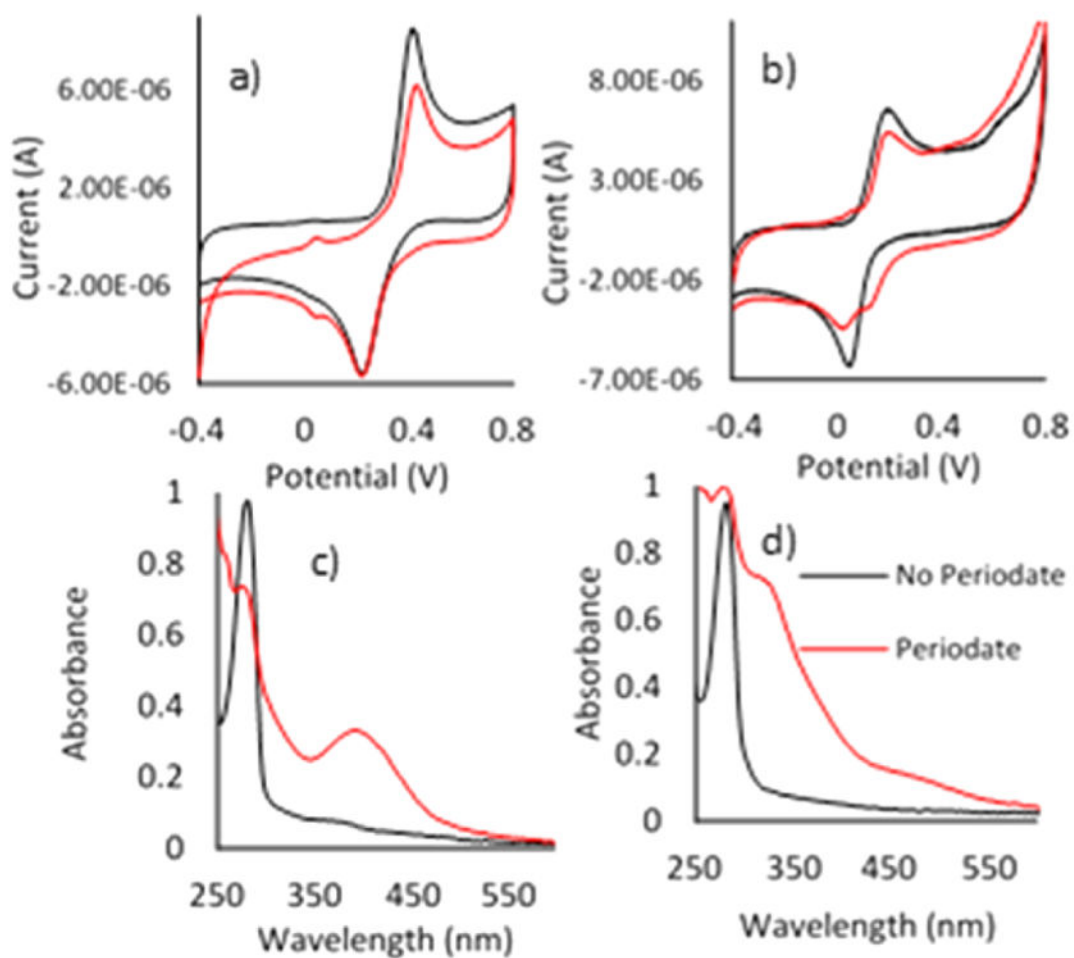 a)
6.00E-06
2.00E-06
-2.00E-06
-6.00E-06
Current (A)
-0.4 0 0.4 0.8
Potential (V)
b)
8.00E-06
3.00E-06
-2.00E-06
-7.00E-06
Current (A)
-0.4 0 0.4 0.8
Potential (V)
c)
1
0.8
0.6
0.4
0.2
0
Absorbance
250 350 450 550
Wavelength (nm)
d)
1
0.8
0.6
0.4
0.2
0
Absorbance
No Periodate
Periodate
250 350 450 550
Wavelength (nm)